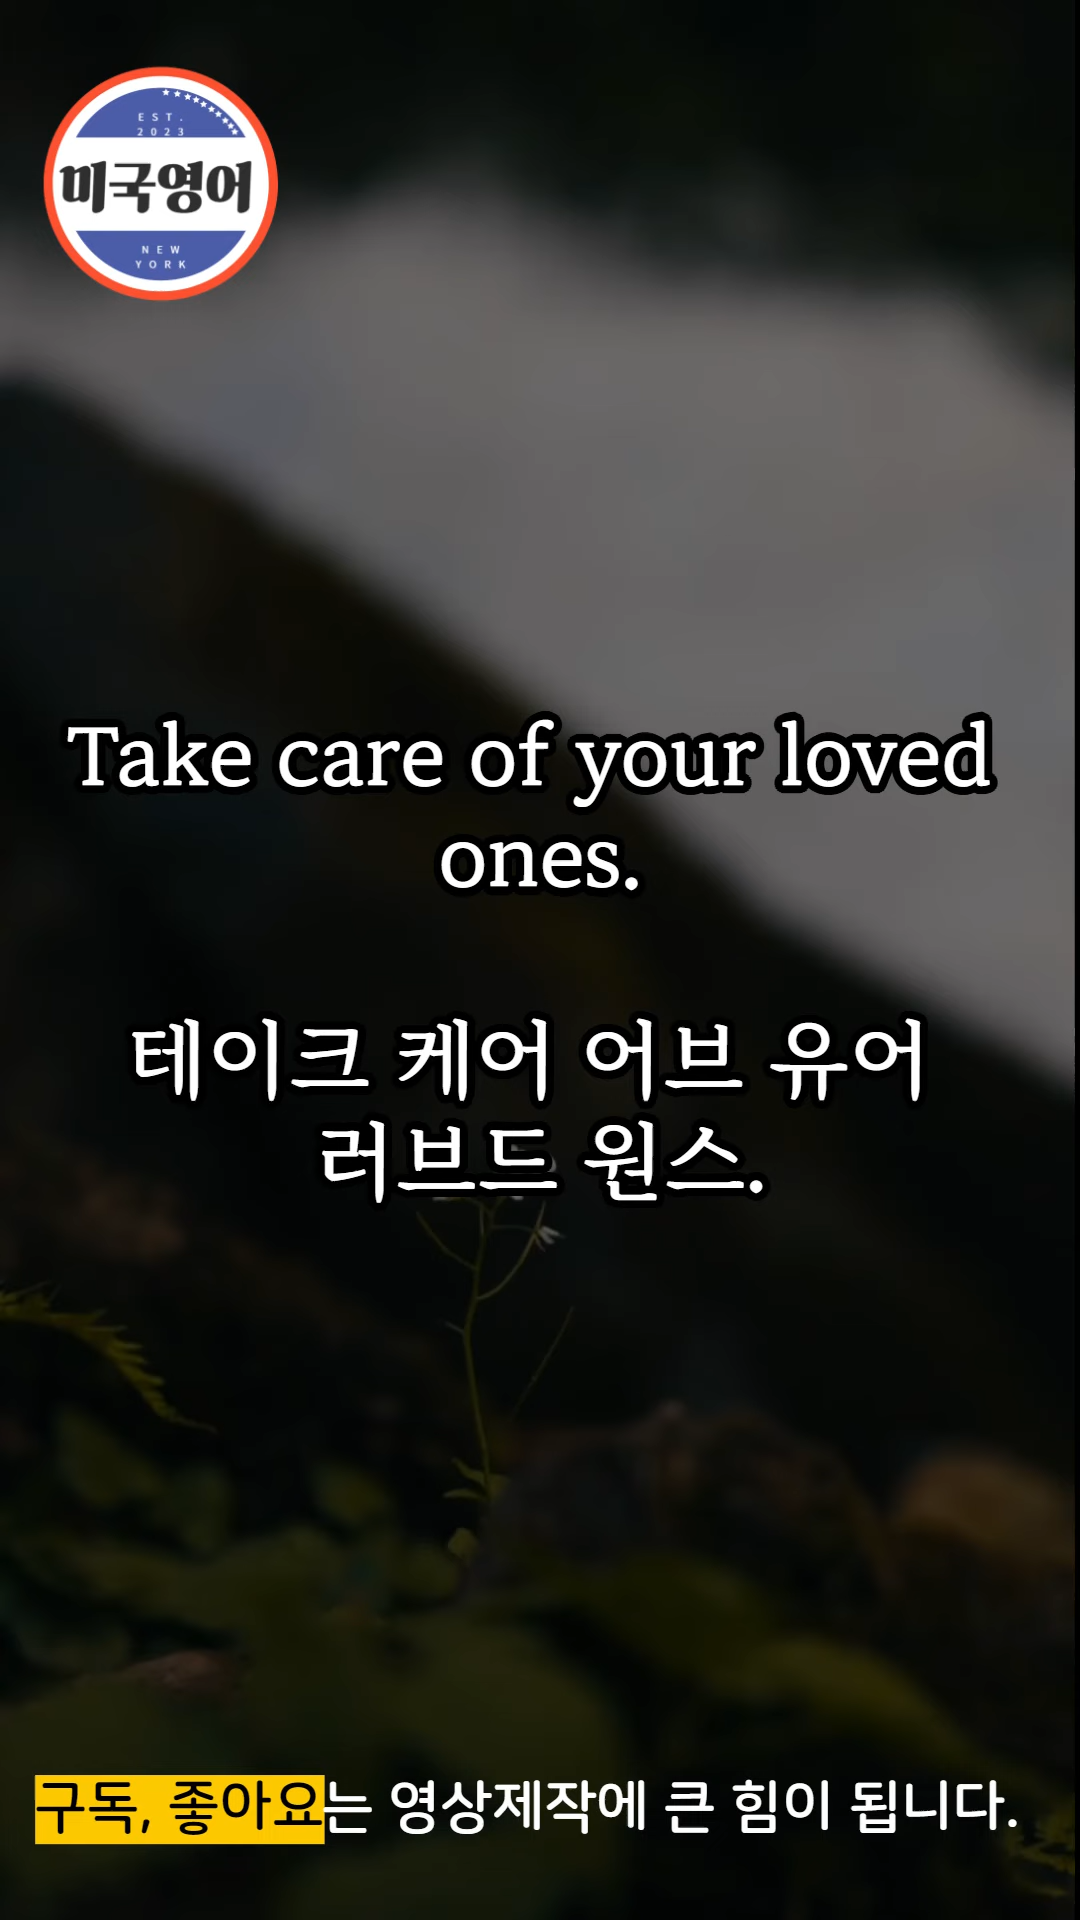 EST.
2023
미국영어
NEW
YORK
Take care of your loved
ones.
테이크 케어 어브 유어
러브드 원스.
구독, 좋아요는 영상제작에 큰 힘이 됩니다.